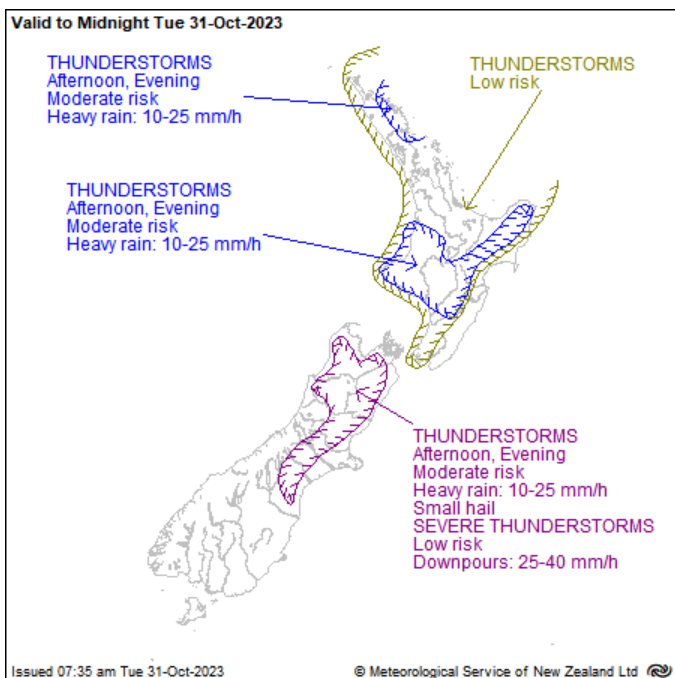 Valid to Midnight Tue 31-Oct-2023
THUNDERSTORMS
Afternoon, Evening
Moderate risk
Heavy rain: 10-25 mm/h
THUNDERSTORMS
Low risk
THUNDERSTORMS
Afternoon, Evening
Moderate risk
Heavy rain: 10-25 mm/h
THUNDERSTORMS
Afternoon, Evening
Moderate risk
Heavy rain: 10-25 mm/h
Small hail
SEVERE THUNDERSTORMS
Low risk
Downpours: 25-40 mm/h
Issued 07:35 am Tue 31-Oct-2023
© Meteorological Service of New Zealand Ltd